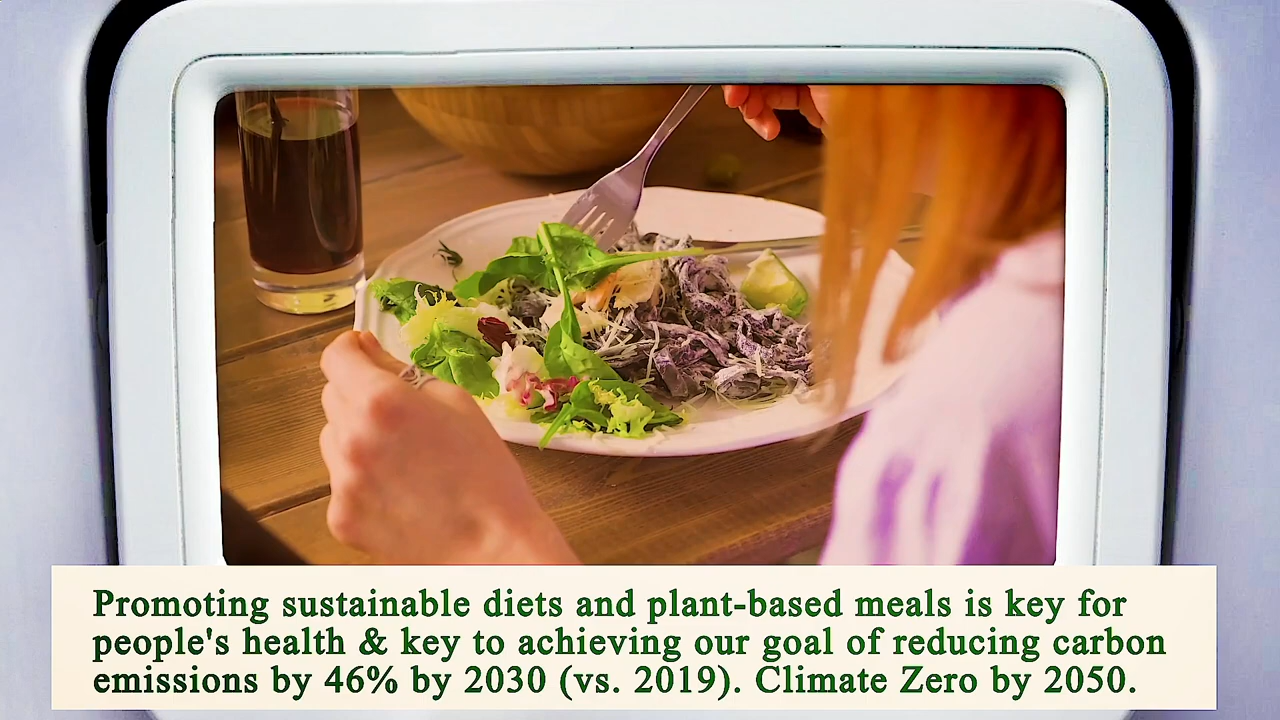 Promoting sustainable diets and plant-based meals is key for
people's health & key to achieving our goal of reducing carbon
emissions by 46% by 2030 (vs. 2019). Climate Zero by 2050.